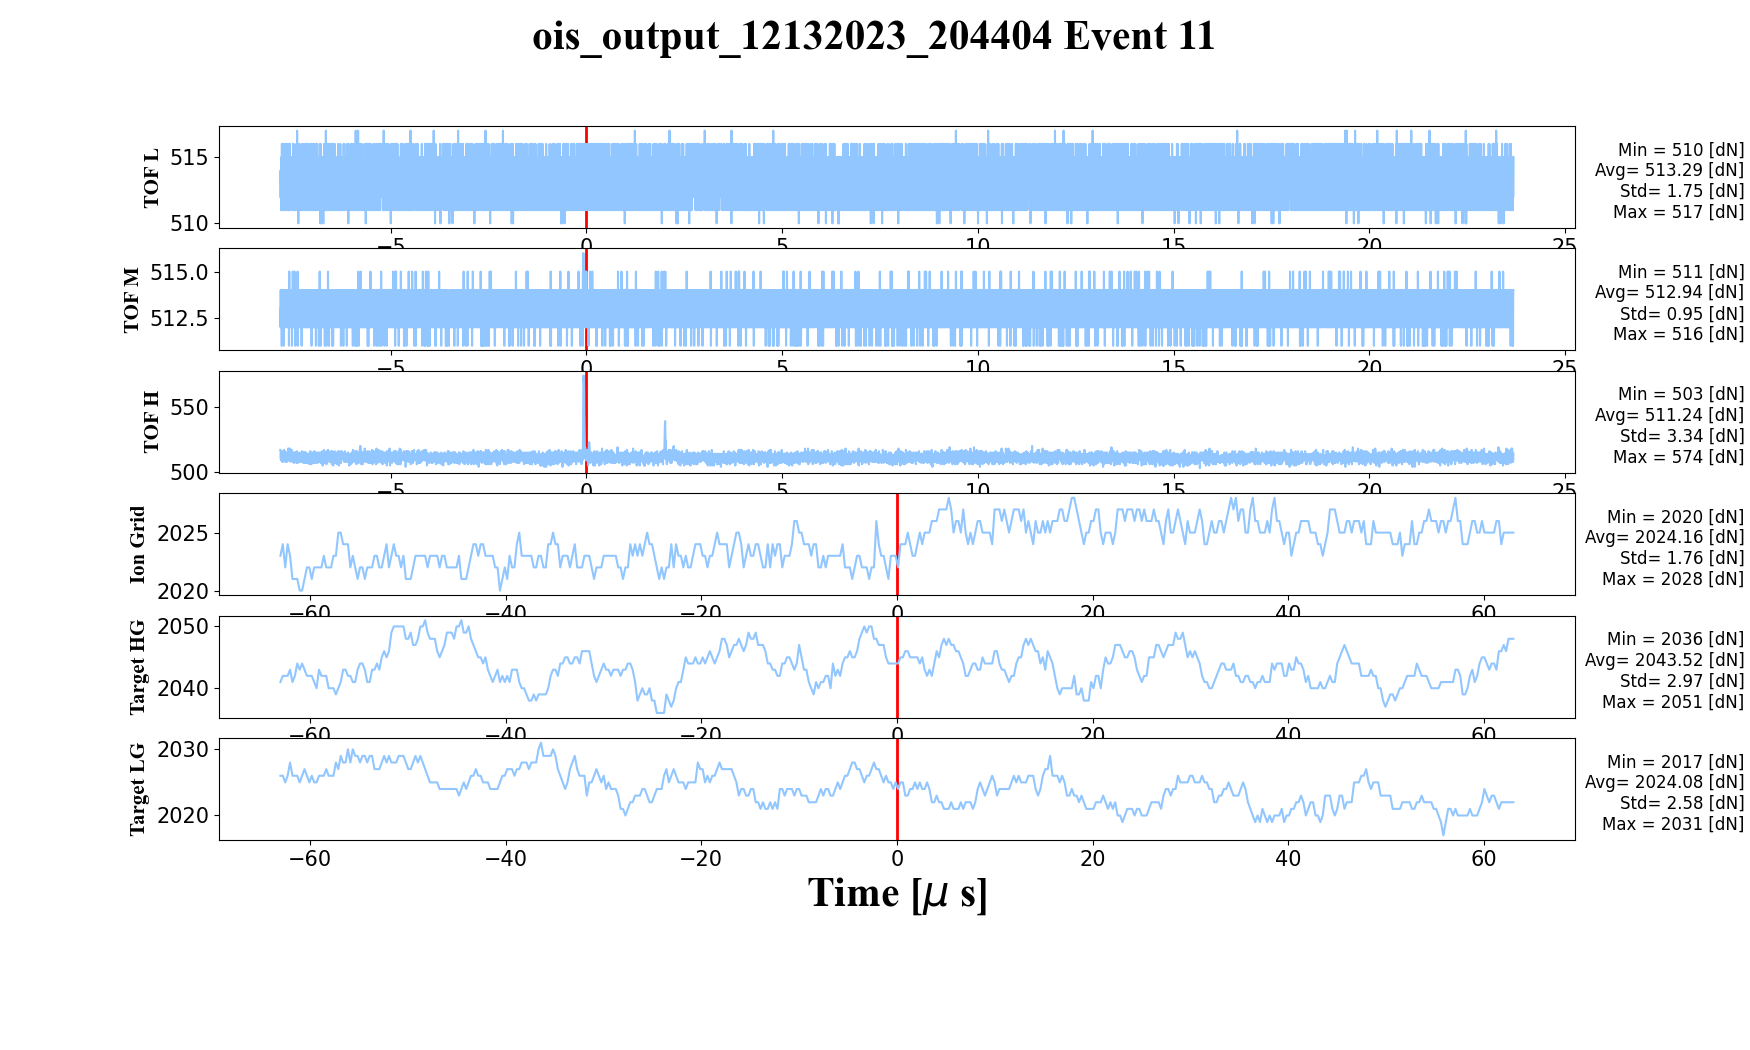 ois_output_12132023_204404 Event 11
TOF L
515
510
−5 0 5 10 15 20 25
Min = 510 [dN]
Avg= 513.29 [dN]
Std= 1.75 [dN]
Max = 517 [dN]
TOF M
515.0
512.5
−5 0 5 10 15 20 25
Min = 511 [dN]
Avg= 512.94 [dN]
Std= 0.95 [dN]
Max = 516 [dN]
TOF H
550
500
−5 0 5 10 15 20 25
Min = 503 [dN]
Avg= 511.24 [dN]
Std= 3.34 [dN]
Max = 574 [dN]
Ion Grid
2025
2020
−60 −40 −20 0 20 40 60
Min = 2020 [dN]
Avg= 2024.16 [dN]
Std= 1.76 [dN]
Max = 2028 [dN]
Target HG
2050
2040
−60 −40 −20 0 20 40 60
Min = 2036 [dN]
Avg= 2043.52 [dN]
Std= 2.97 [dN]
Max = 2051 [dN]
Target LG
2030
2020
−60 −40 −20 0 20 40 60
Min = 2017 [dN]
Avg= 2024.08 [dN]
Std= 2.58 [dN]
Max = 2031 [dN]
Time [μ s]